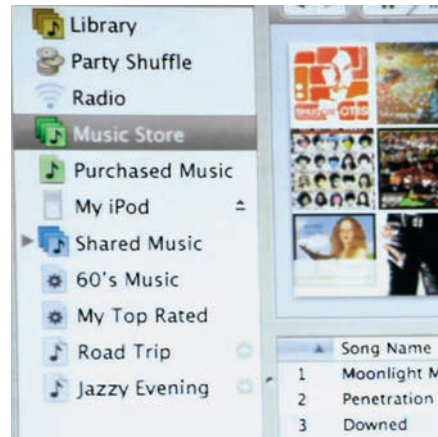 Library
Party Shuffle
Radio
Music Store
Purchased Music
My iPod
Shared Music
60's Music
My Top Rated
Road Trip
Jazzy Evening
Song Name
1 Moonlight M
2 Penetration
3 Downed